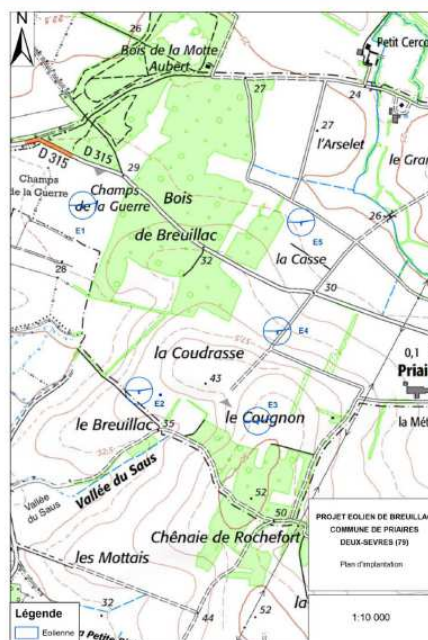 N
26
Bois de la Motte
Aubert
Petit Cerco
24
27
l'Arselet
le Gran
D 315
D 315
29
Champs
de la Guerre
Champs
de la Guerre
Bois
de Breuillac
E1
26
E5
la Casse
32
30
28
E4
la Coudrasse
43
0,1
Priai
E2
E3
le Cougnon
la Mét
le Breuillac
35
Vallée du Saus
Vallée
du Saus
52
50
Chênaie de Rochefort
les Mottais
la
32
44
52
PROJET EOLIEN DE BREUILLAC
COMMUNE DE PRIAIRES
DEUX-SEVRES (79)
Plan d'implantation
Légende
Eolienne
1:10 000